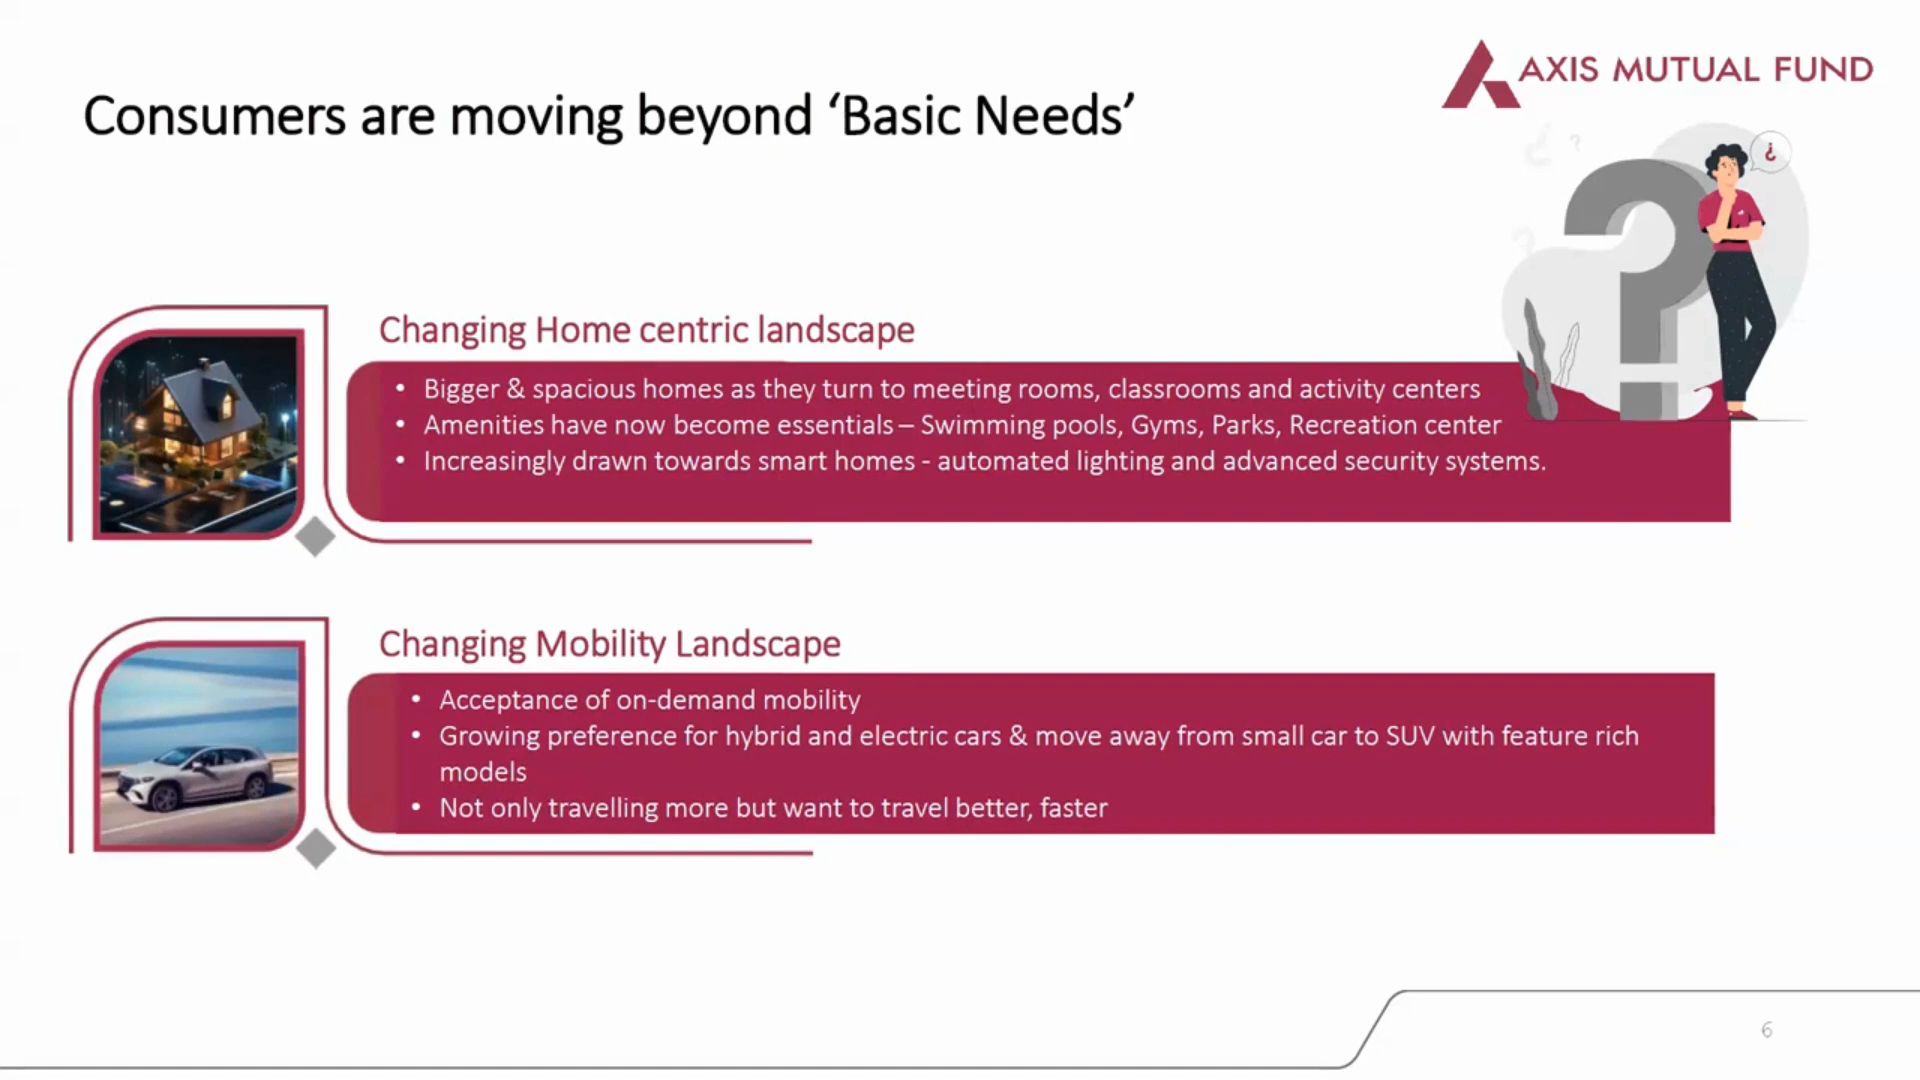 AXIS MUTUAL FUND
Consumers are moving beyond ‘Basic Needs’
Changing Home centric landscape
• Bigger & spacious homes as they turn to meeting rooms, classrooms and activity centers
• Amenities have now become essentials – Swimming pools, Gyms, Parks, Recreation center
• Increasingly drawn towards smart homes - automated lighting and advanced security systems.
Changing Mobility Landscape
• Acceptance of on-demand mobility
• Growing preference for hybrid and electric cars & move away from small car to SUV with feature rich
models
• Not only travelling more but want to travel better, faster
6